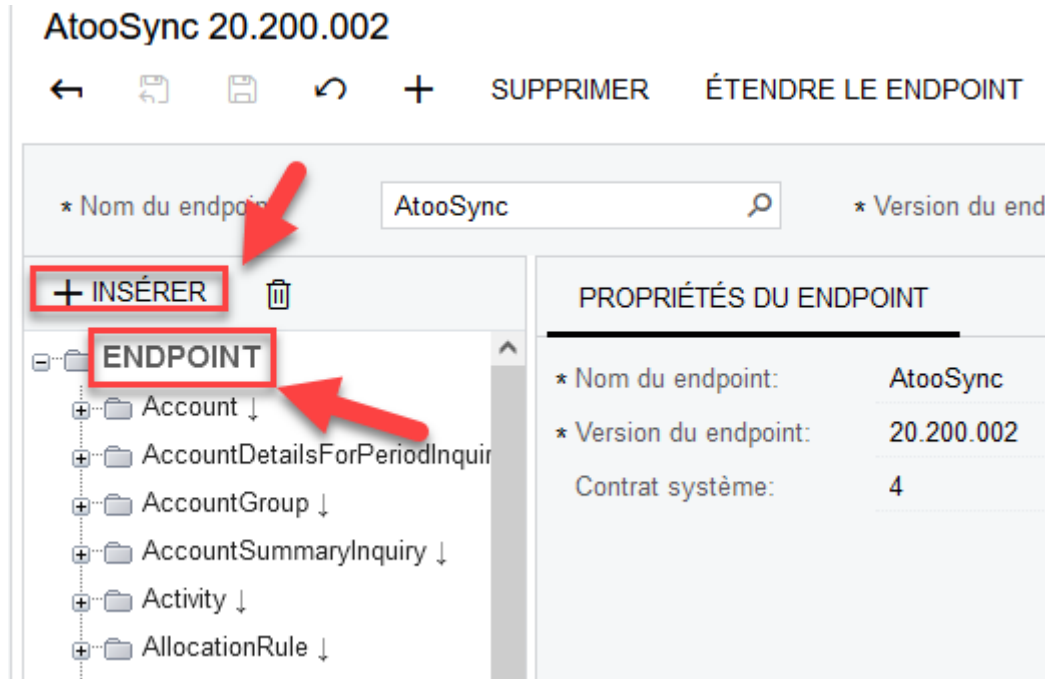 AtooSync 20.200.002
SUPPRIMER ÉTENDRE LE ENDPOINT
* Nom du endpoin AtooSync * Version du end
+ INSÉRER PROPRIÉTÉS DU ENDPOINT
ENDPOINT
Account ↓ * Nom du endpoint: AtooSync
AccountDetailsForPeriodInquir * Version du endpoint: 20.200.002
AccountGroup ↓ Contrat système: 4
AccountSummaryInquiry ↓
Activity ↓
AllocationRule ↓